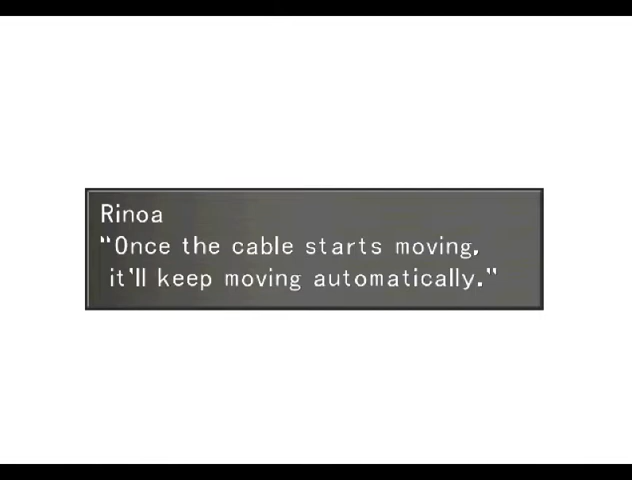 Rinoa
“Once the cable starts moving,
it'll keep moving automatically.”